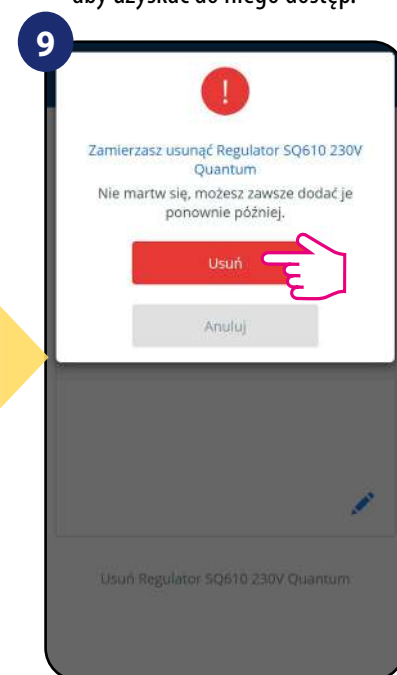 aby uzyskać do niego dostęp.
9
!
Zamierzasz usunąć Regulator SQ610 230V
Quantum
Nie martw się, możesz zawsze dodać je
ponownie później.
Usuń
Anuluj
Usuń Regulator SQ610 230V Quantum